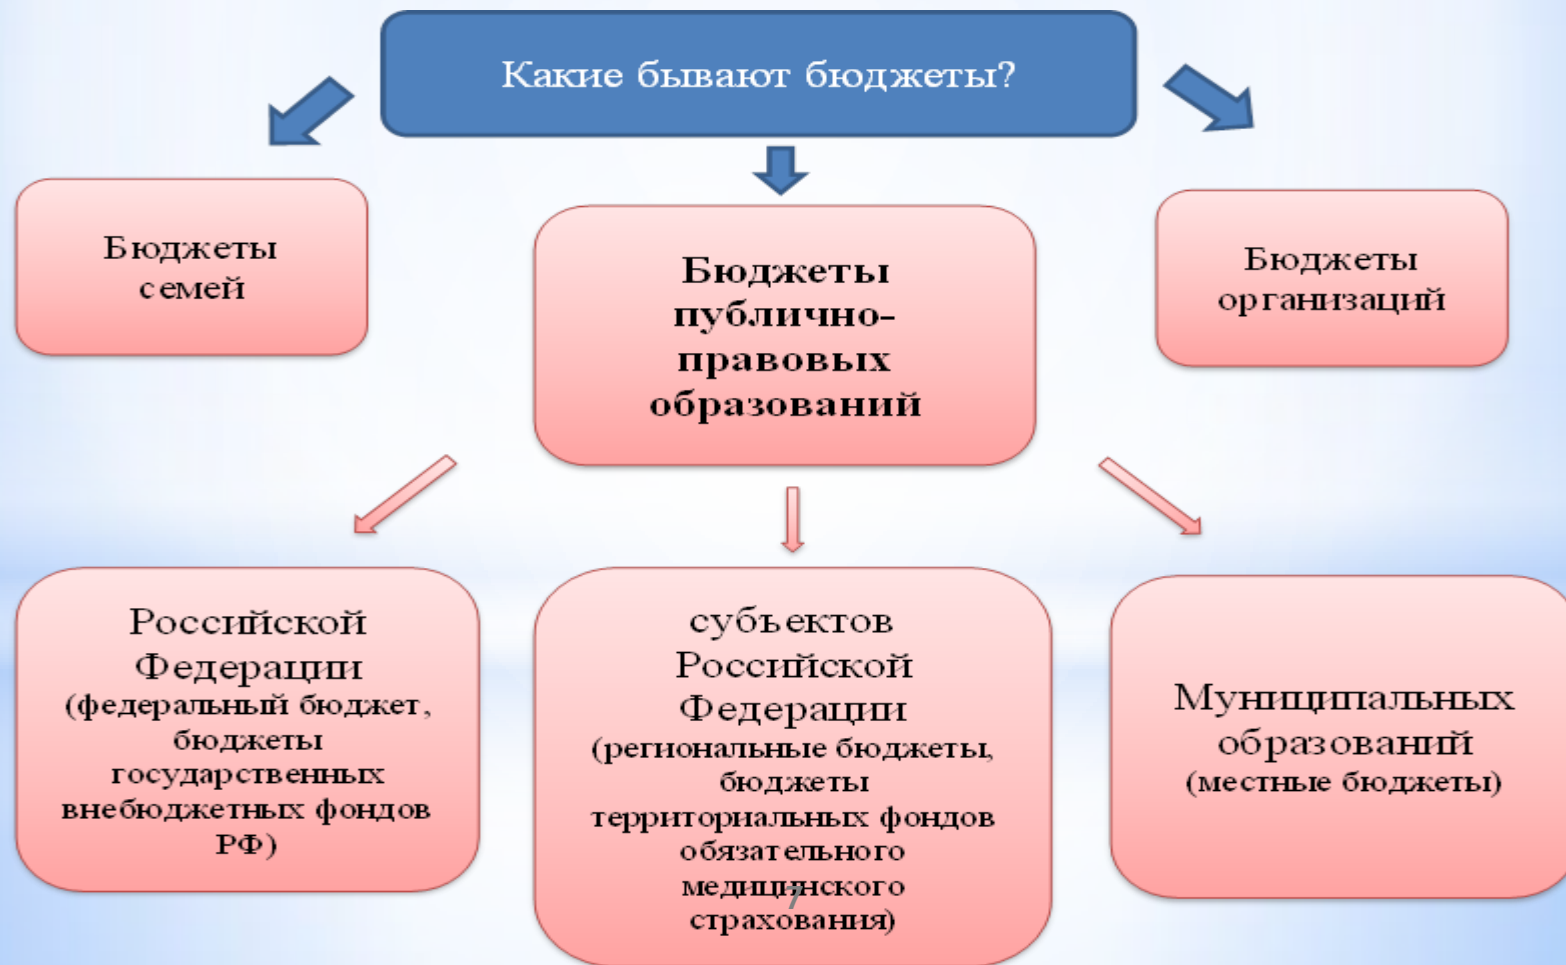 Какие бывают бюджеты?
Бюджеты
семей
Бюджеты
публично-
правовых
образований
Бюджеты
организаций
Российской
Федерации
(федеральный бюджет,
бюджеты
государственных
внебюджетных фондов
РФ)
субъектов
Российской
Федерации
(региональные бюджеты,
бюджеты
территориальных фондов
обязательного
медицинского
страхования)
7
Муниципальных
образований
(местные бюджеты)